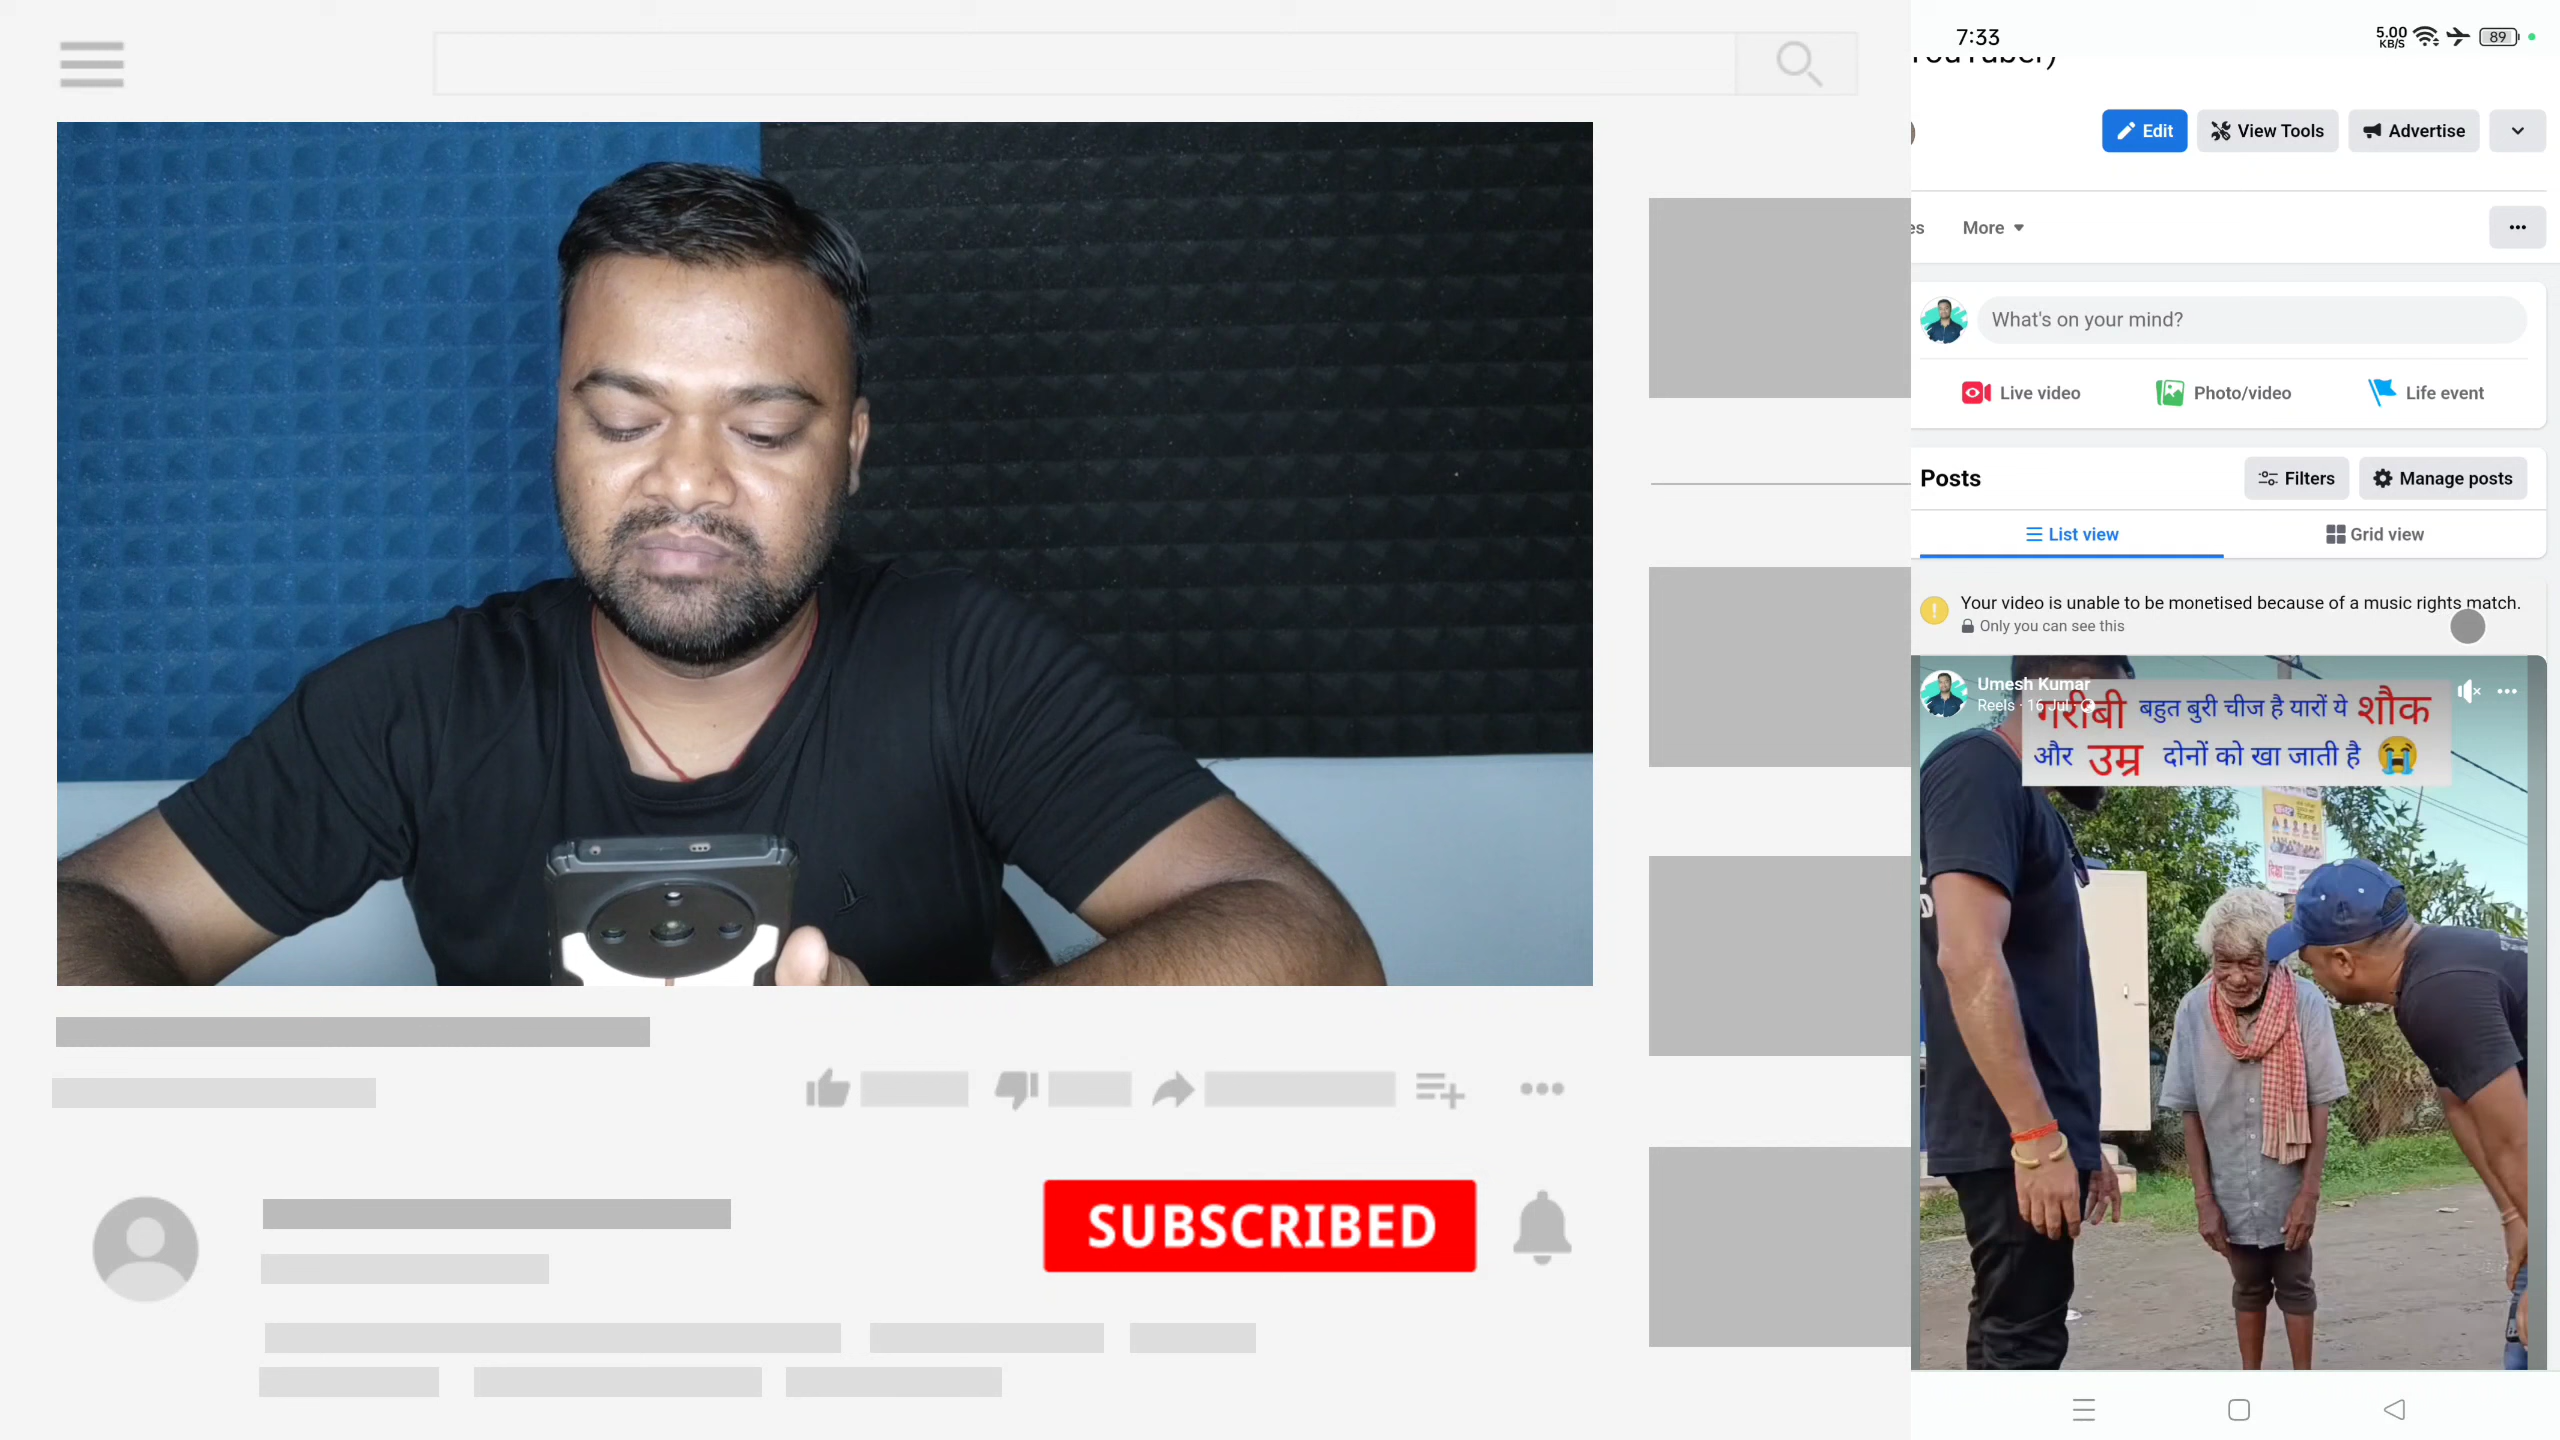 SUBSCRIBED
7:33
5.00
KB/S
89
YouTuber)
Edit
View Tools
Advertise
es
More
What's on your mind?
Live video
Photo/video
Life event
Posts
Filters
Manage posts
List view
Grid view
Your video is unable to be monetised because of a music rights match.
Only you can see this
Umesh Kumar
Reels · 16 Jul ·
गरीबी बहुत बुरी चीज है यारों ये शौक
और उम्र दोनों को खा जाती है 😭